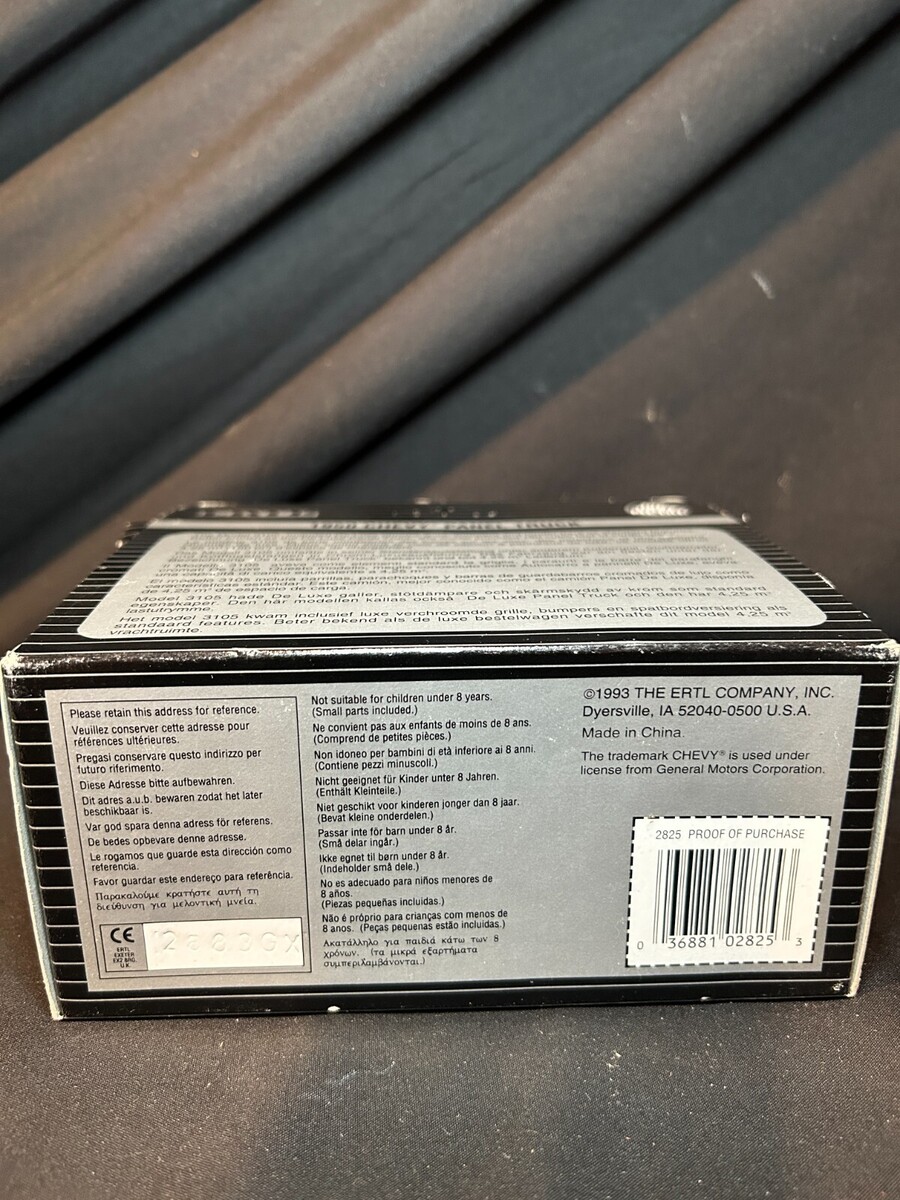 1950 CHEVY PANEL TRUCK
El modelo 3105 incluía parrillas, parachoques y barras de guardabarros cromados de lujo como
características estándar. Este camión, mejor conocido como el camión Panel De Luxe, disponía
de 4,25 m³ de espacio de carga.
Model 3105 hade De Luxe galler, stötdämpare och skärmskydd av krom som standard
egenskaper. Den här modellen kallas också De Luxe Panel Truck, och den har 4,25 m³
lastutrymme.
Het model 3105 kwam inclusief luxe verchroomde grille, bumpers en spatbordversiering als
standaard features. Beter bekend als de luxe bestelwagen verschafte dit model 4,25 m³
vrachtruimte.
Please retain this address for reference.
Veuillez conserver cette adresse pour
références ultérieures.
Pregasi conservare questo indirizzo per
futuro riferimento.
Diese Adresse bitte aufbewahren.
Dit adres a.u.b. bewaren zodat het later
beschikbaar is.
Var god spara denna adress för referens.
De bedes opbevare denne adresse.
Le rogamos que guarde esta dirección como
referencia.
Favor guardar este endereço para referência.
Παρακαλούμε κρατήστε αυτή τη
διεύθυνση για μελοντική μνεία.
CE
ERTL
EXETER
EX2 8RG.
U.K.
Not suitable for children under 8 years.
(Small parts included.)
Ne convient pas aux enfants de moins de 8 ans.
(Comprend de petites pièces.)
Non idoneo per bambini di età inferiore ai 8 anni.
(Contiene pezzi minuscoli.)
Nicht geeignet für Kinder unter 8 Jahren.
(Enthält Kleinteile.)
Niet geschikt voor kinderen jonger dan 8 jaar.
(Bevat kleine onderdelen.)
Passar inte för barn under 8 år.
(Små delar ingår.)
Ikke egnet til børn under 8 år.
(Indeholder små dele.)
No es adecuado para niños menores de
8 años.
(Piezas pequeñas incluidas.)
Não é próprio para crianças com menos de
8 anos. (Peças pequenas estão incluidas.)
Ακατάλληλο για παιδιά κάτω των 8
χρόνων. (τα μικρά εξαρτήματα
συμπεριλαμβάνονται.)
©1993 THE ERTL COMPANY, INC.
Dyersville, IA 52040-0500 U.S.A.
Made in China.
The trademark CHEVY® is used under
license from General Motors Corporation.
2825 PROOF OF PURCHASE
0 36881 02825 3